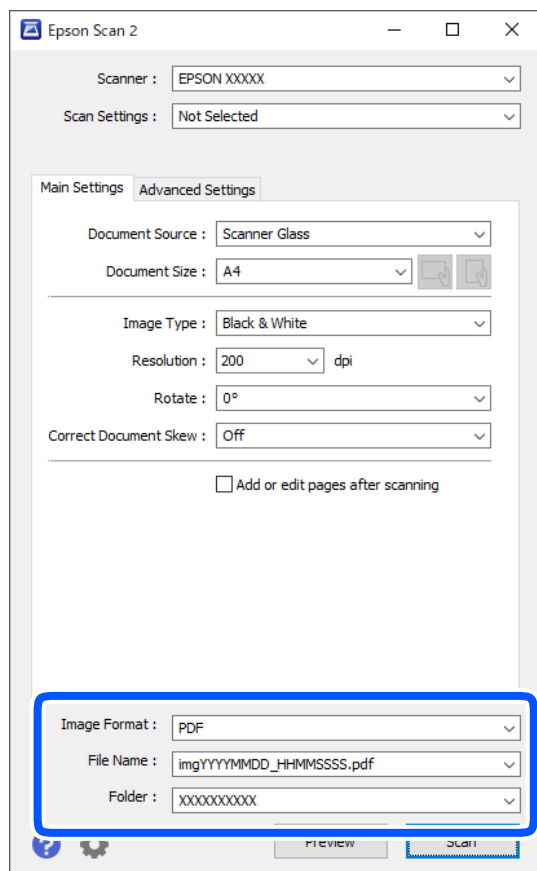 Epson Scan 2
Scanner : EPSON XXXXX
Scan Settings : Not Selected
Main Settings Advanced Settings
Document Source : Scanner Glass
Document Size : A4
Image Type : Black & White
Resolution : 200 dpi
Rotate : 0°
Correct Document Skew : Off
Add or edit pages after scanning
Image Format : PDF
File Name : imgYYYYMMDD_HHMMSSSS.pdf
Folder : XXXXXXXXXX
? Preview Scan